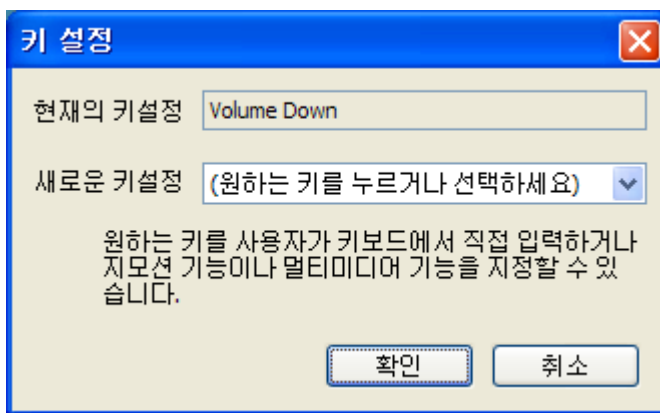 키 설정
현재의 키설정 Volume Down
새로운 키설정 (원하는 키를 누르거나 선택하세요)
원하는 키를 사용자가 키보드에서 직접 입력하거나
지모션 기능이나 멀티미디어 기능을 지정할 수 있
습니다.
확인 취소